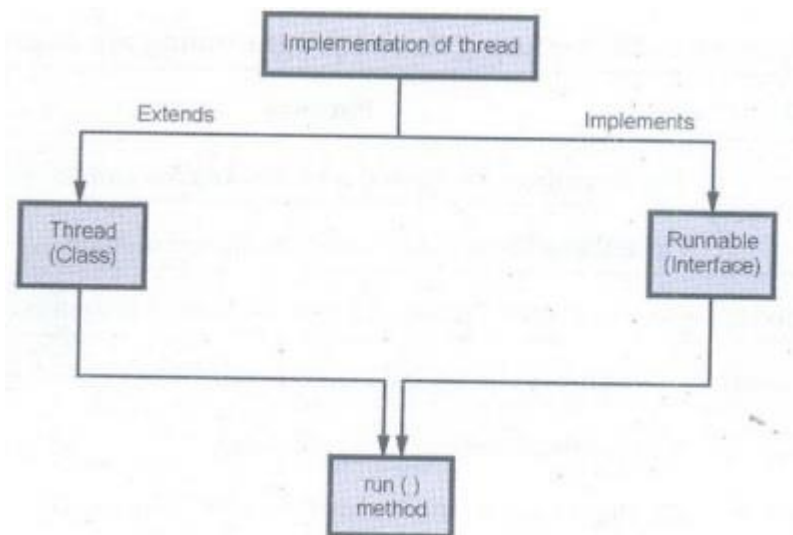 Implementation of thread
Extends
Implements
Thread
(Class)
Runnable
(Interface)
run ( )
method